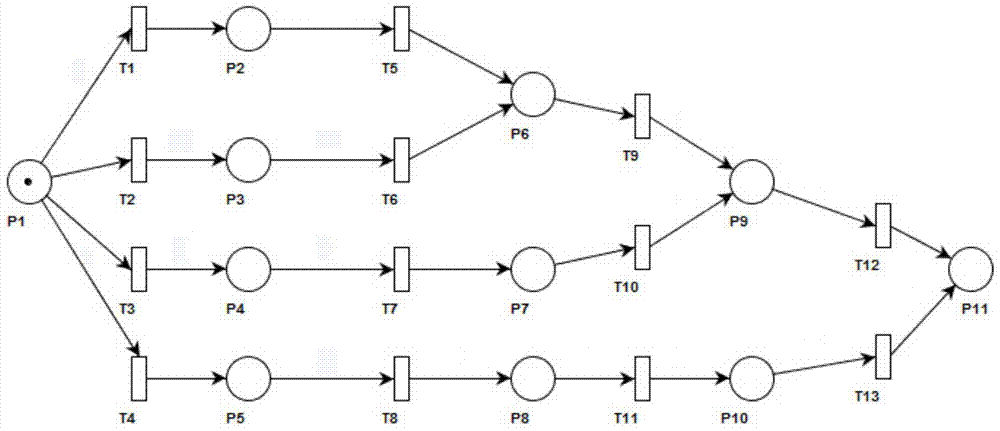 T1 P2 T5
P6
T9
T2 P3 T6
P1 P9
T12
T10
T3 P4 T7 P7 P11
T13
T4 P5 T8 P8 T11 P10